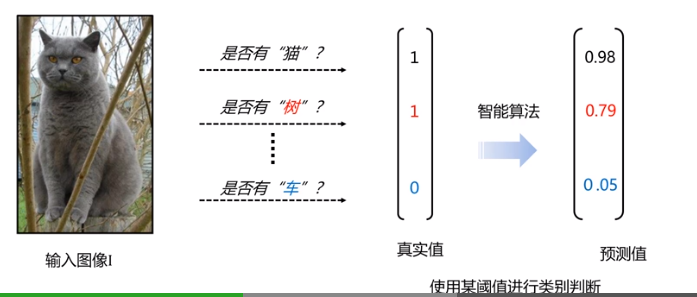 是否有“猫”？
是否有“树”？
是否有“车”？
1
1
0
智能算法
0.98
0.79
0.05
输入图像I
真实值
预测值
使用某阈值进行类别判断